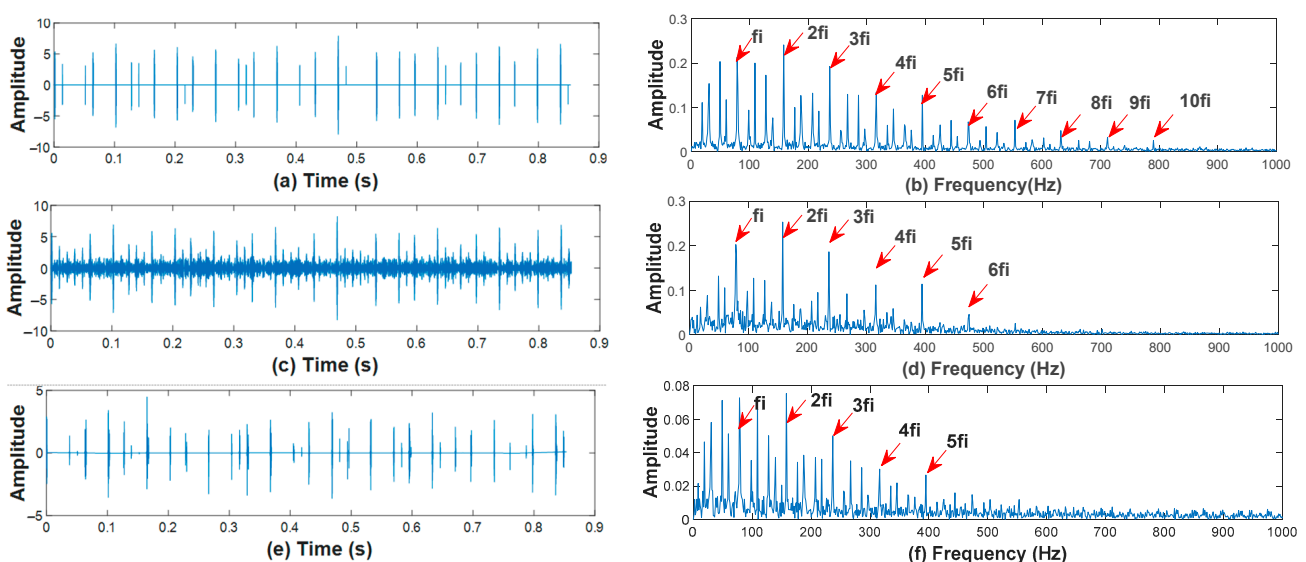 Amplitude
10
5
0
−5
−10
0 0.1 0.2 0.3 0.4 0.5 0.6 0.7 0.8 0.9
(a) Time (s)
Amplitude
0.3
0.2
0.1
0
fi 2fi 3fi 4fi 5fi 6fi 7fi 8fi 9fi 10fi
0 100 200 300 400 500 600 700 800 900 1000
(b) Frequency(Hz)
Amplitude
10
5
0
−5
−10
0 0.1 0.2 0.3 0.4 0.5 0.6 0.7 0.8 0.9
(c) Time (s)
Amplitude
0.3
0.2
0.1
0
fi 2fi 3fi 4fi 5fi 6fi
0 100 200 300 400 500 600 700 800 900 1000
(d) Frequency (Hz)
Amplitude
5
0
−5
0 0.1 0.2 0.3 0.4 0.5 0.6 0.7 0.8 0.9
(e) Time (s)
Amplitude
0.08
0.06
0.04
0.02
0
fi 2fi 3fi 4fi 5fi
0 100 200 300 400 500 600 700 800 900 1000
(f) Frequency (Hz)